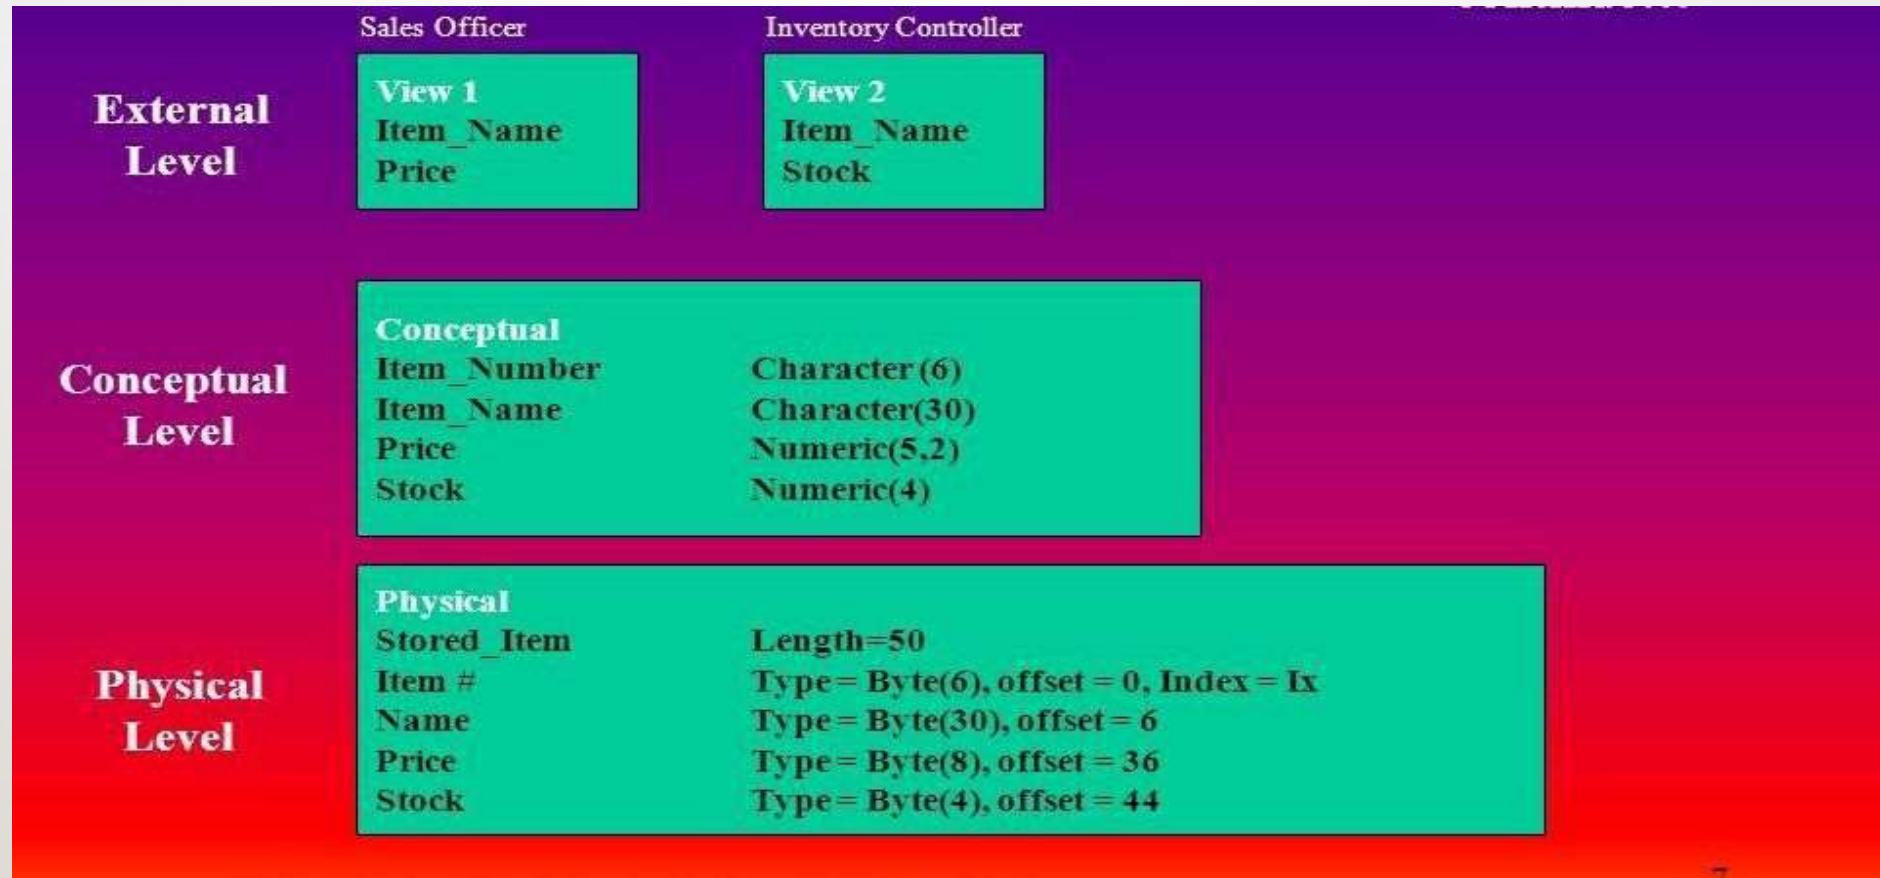 Sales Officer
Inventory Controller
External
Level
View 1
Item_Name
Price
View 2
Item_Name
Stock
Conceptual
Level
Conceptual
Item_Number Character (6)
Item_Name Character(30)
Price Numeric(5,2)
Stock Numeric(4)
Physical
Level
Physical
Stored_Item Length=50
Item # Type = Byte(6), offset = 0, Index = Ix
Name Type = Byte(30), offset = 6
Price Type = Byte(8), offset = 36
Stock Type = Byte(4), offset = 44